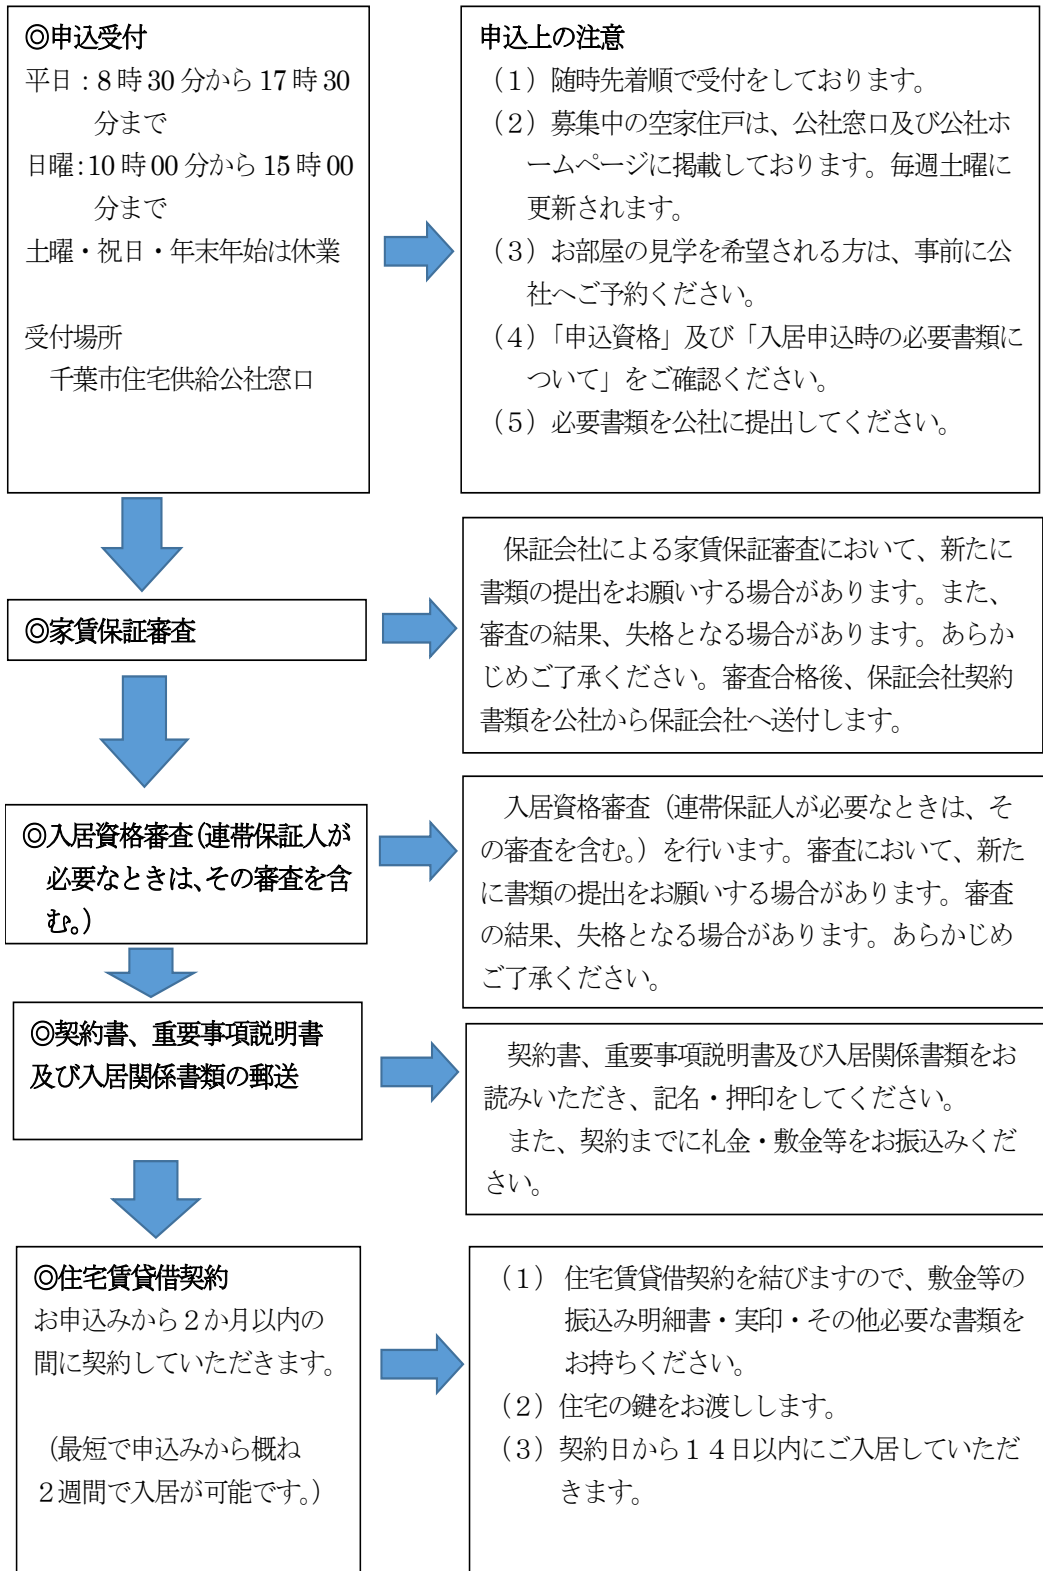 ◎申込受付
平日：8時30分から17時30
分まで
日曜：10時00分から15時00
分まで
土曜・祝日・年末年始は休業
受付場所
千葉市住宅供給公社窓口
申込上の注意
（１）随時先着順で受付をしております。
（２）募集中の空家住戸は、公社窓口及び公社ホ
ームページに掲載しております。毎週土曜に
更新されます。
（３）お部屋の見学を希望される方は、事前に公
社へご予約ください。
（４）「申込資格」及び「入居申込時の必要書類に
ついて」をご確認ください。
（５）必要書類を公社に提出してください。
◎家賃保証審査
保証会社による家賃保証審査において、新たに
書類の提出をお願いする場合があります。また、
審査の結果、失格となる場合があります。あらか
じめご了承ください。審査合格後、保証会社契約
書類を公社から保証会社へ送付します。
◎入居資格審査（連帯保証人が
必要なときは、その審査を含
む。）
入居資格審査（連帯保証人が必要なときは、そ
の審査を含む。）を行います。審査において、新た
に書類の提出をお願いする場合があります。審査
の結果、失格となる場合があります。あらかじめ
ご了承ください。
◎契約書、重要事項説明書
及び入居関係書類の郵送
契約書、重要事項説明書及び入居関係書類をお
読みいただき、記名・押印をしてください。
また、契約までに礼金・敷金等をお振込みくだ
さい。
◎住宅賃貸借契約
お申込みから２か月以内の
間に契約していただきます。
（最短で申込みから概ね
２週間で入居が可能です。）
（１）住宅賃貸借契約を結びますので、敷金等の
振込み明細書・実印・その他必要な書類を
お持ちください。
（２）住宅の鍵をお渡しします。
（３）契約日から１４日以内にご入居していただ
きます。